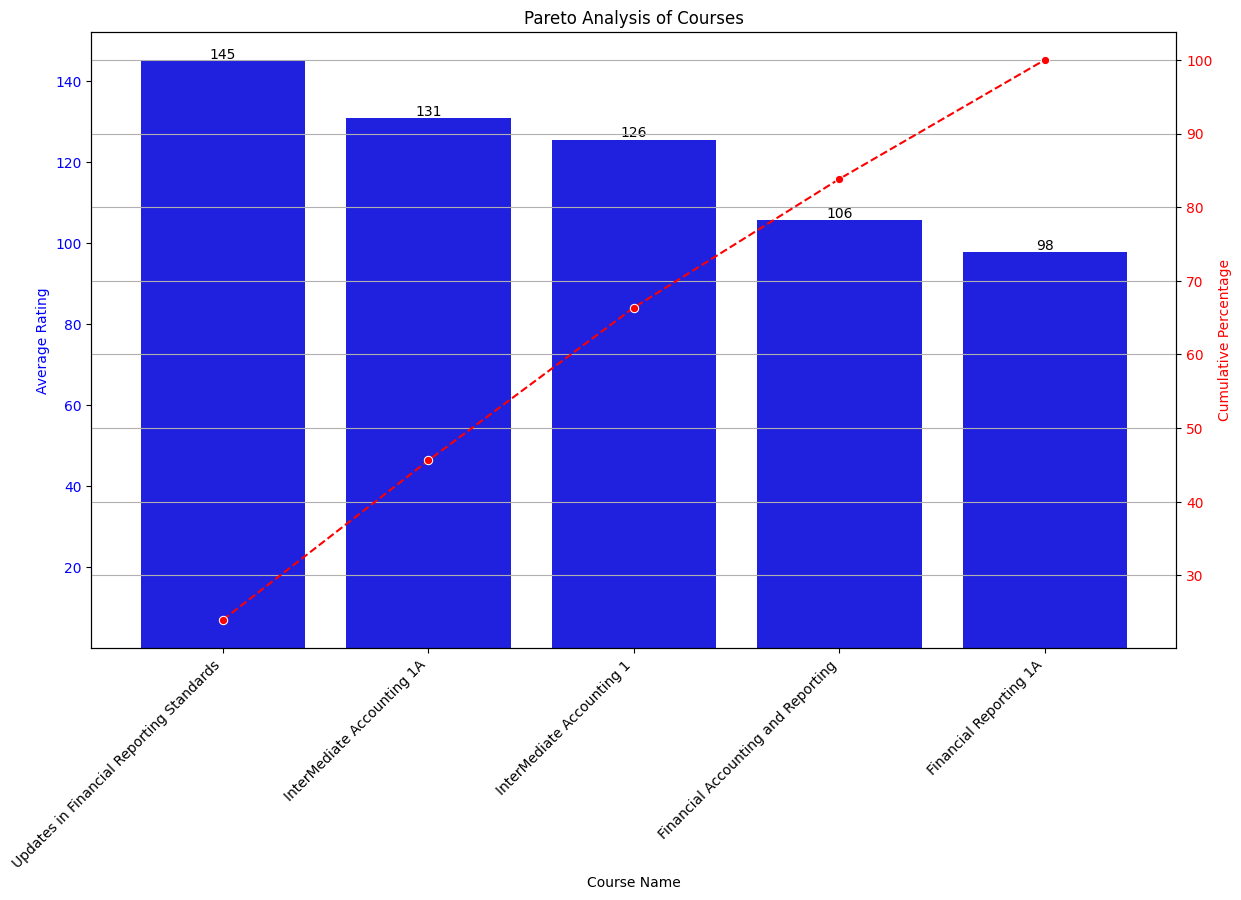 Pareto Analysis of Courses
145
131
126
106
98
140
120
100
80
60
40
20
Average Rating
100
90
80
70
60
50
40
30
Cumulative Percentage
Updates in Financial Reporting Standards
InterMediate Accounting 1A
InterMediate Accounting 1
Financial Accounting and Reporting
Financial Reporting 1A
Course Name